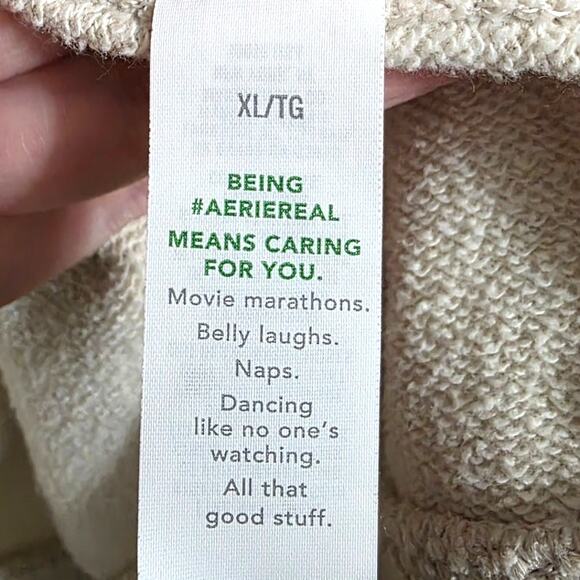 XL/TG
BEING
#AERIEREAL
MEANS CARING
FOR YOU.
Movie marathons.
Belly laughs.
Naps.
Dancing
like no one's
watching.
All that
good stuff.